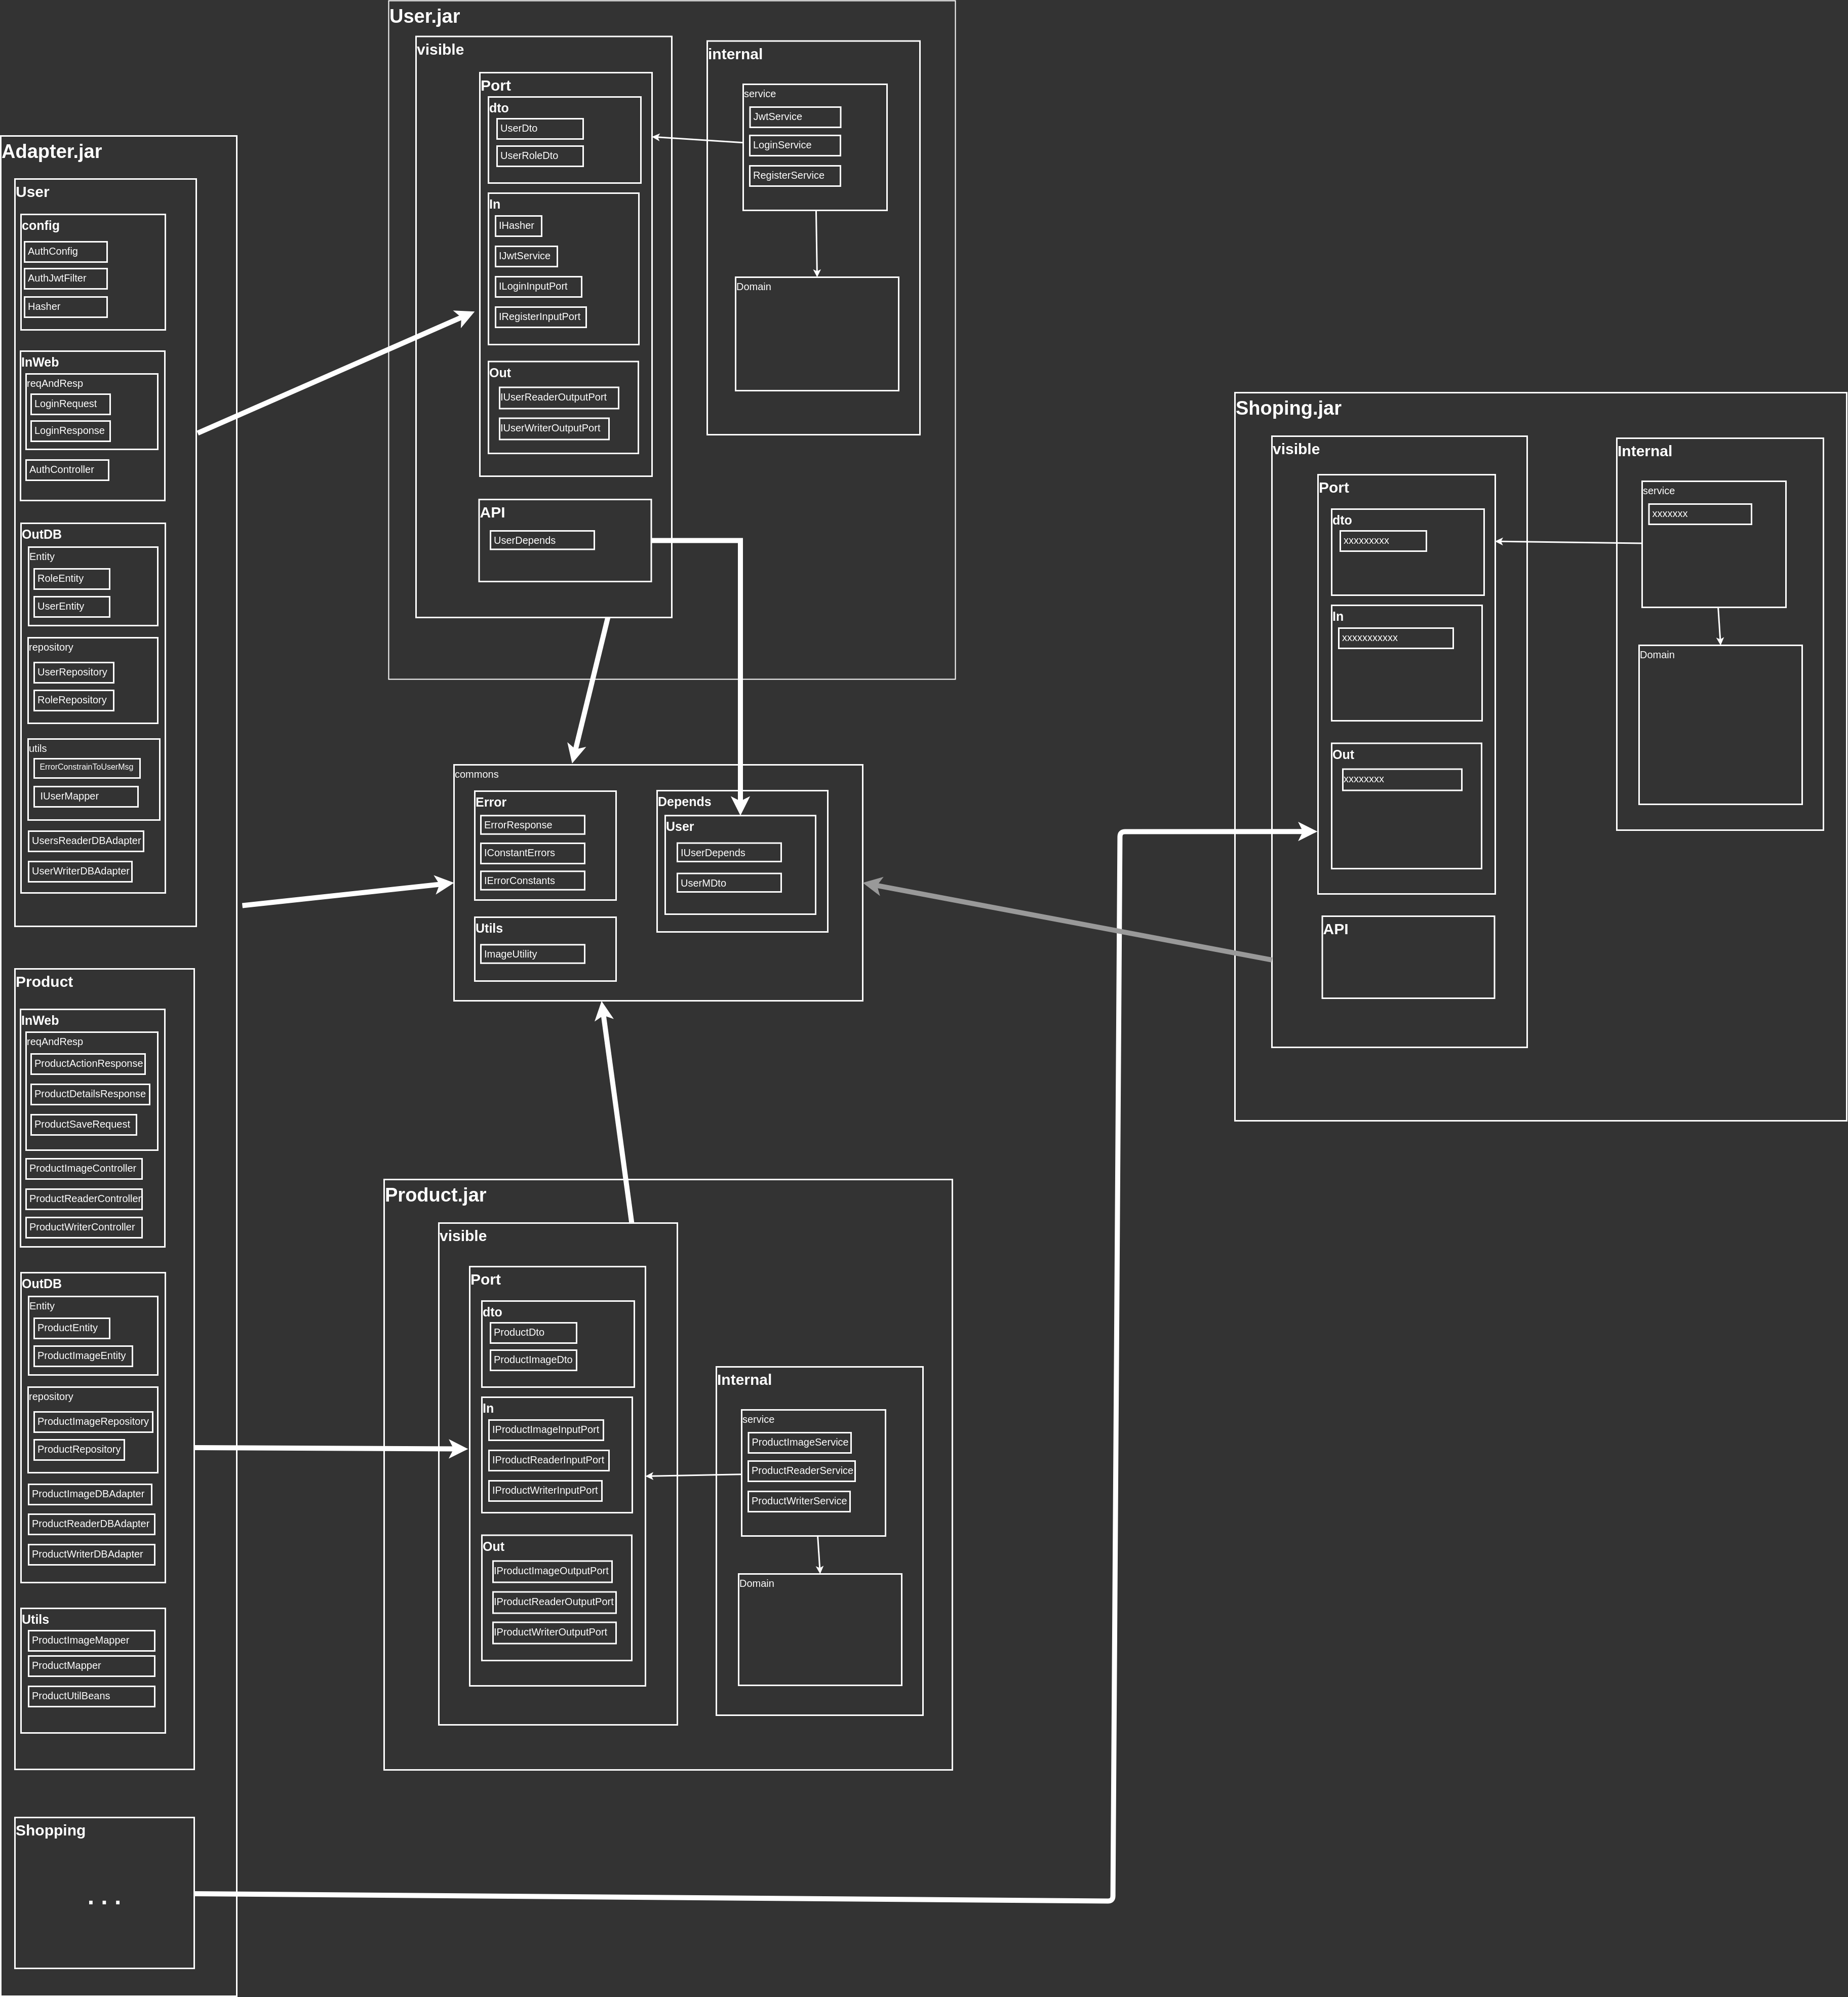 Adapter.jar
User
config
AuthConfig
AuthJwtFilter
Hasher
InWeb
reqAndResp
LoginRequest
LoginResponse
AuthController
OutDB
Entity
RoleEntity
UserEntity
repository
UserRepository
RoleRepository
utils
ErrorConstrainToUserMsg
IUserMapper
UsersReaderDBAdapter
UserWriterDBAdapter
Product
InWeb
reqAndResp
ProductActionResponse
ProductDetailsResponse
ProductSaveRequest
ProductImageController
ProductReaderController
ProductWriterController
OutDB
Entity
ProductEntity
ProductImageEntity
repository
ProductImageRepository
ProductRepository
ProductImageDBAdapter
ProductReaderDBAdapter
ProductWriterDBAdapter
Utils
ProductImageMapper
ProductMapper
ProductUtilBeans
Shopping
. . .
User.jar
visible
Port
dto
UserDto
UserRoleDto
In
IHasher
IJwtService
ILoginInputPort
IRegisterInputPort
Out
IUserReaderOutputPort
IUserWriterOutputPort
API
UserDepends
internal
service
JwtService
LoginService
RegisterService
Domain
commons
Error
ErrorResponse
IConstantErrors
IErrorConstants
Utils
ImageUtility
Depends
User
IUserDepends
UserMDto
Product.jar
visible
Port
dto
ProductDto
ProductImageDto
In
IProductImageInputPort
IProductReaderInputPort
IProductWriterInputPort
Out
IProductImageOutputPort
IProductReaderOutputPort
IProductWriterOutputPort
Internal
service
ProductImageService
ProductReaderService
ProductWriterService
Domain
Shoping.jar
visible
Port
dto
xxxxxxxxx
In
xxxxxxxxxxx
Out
xxxxxxxx
API
Internal
service
xxxxxxx
Domain